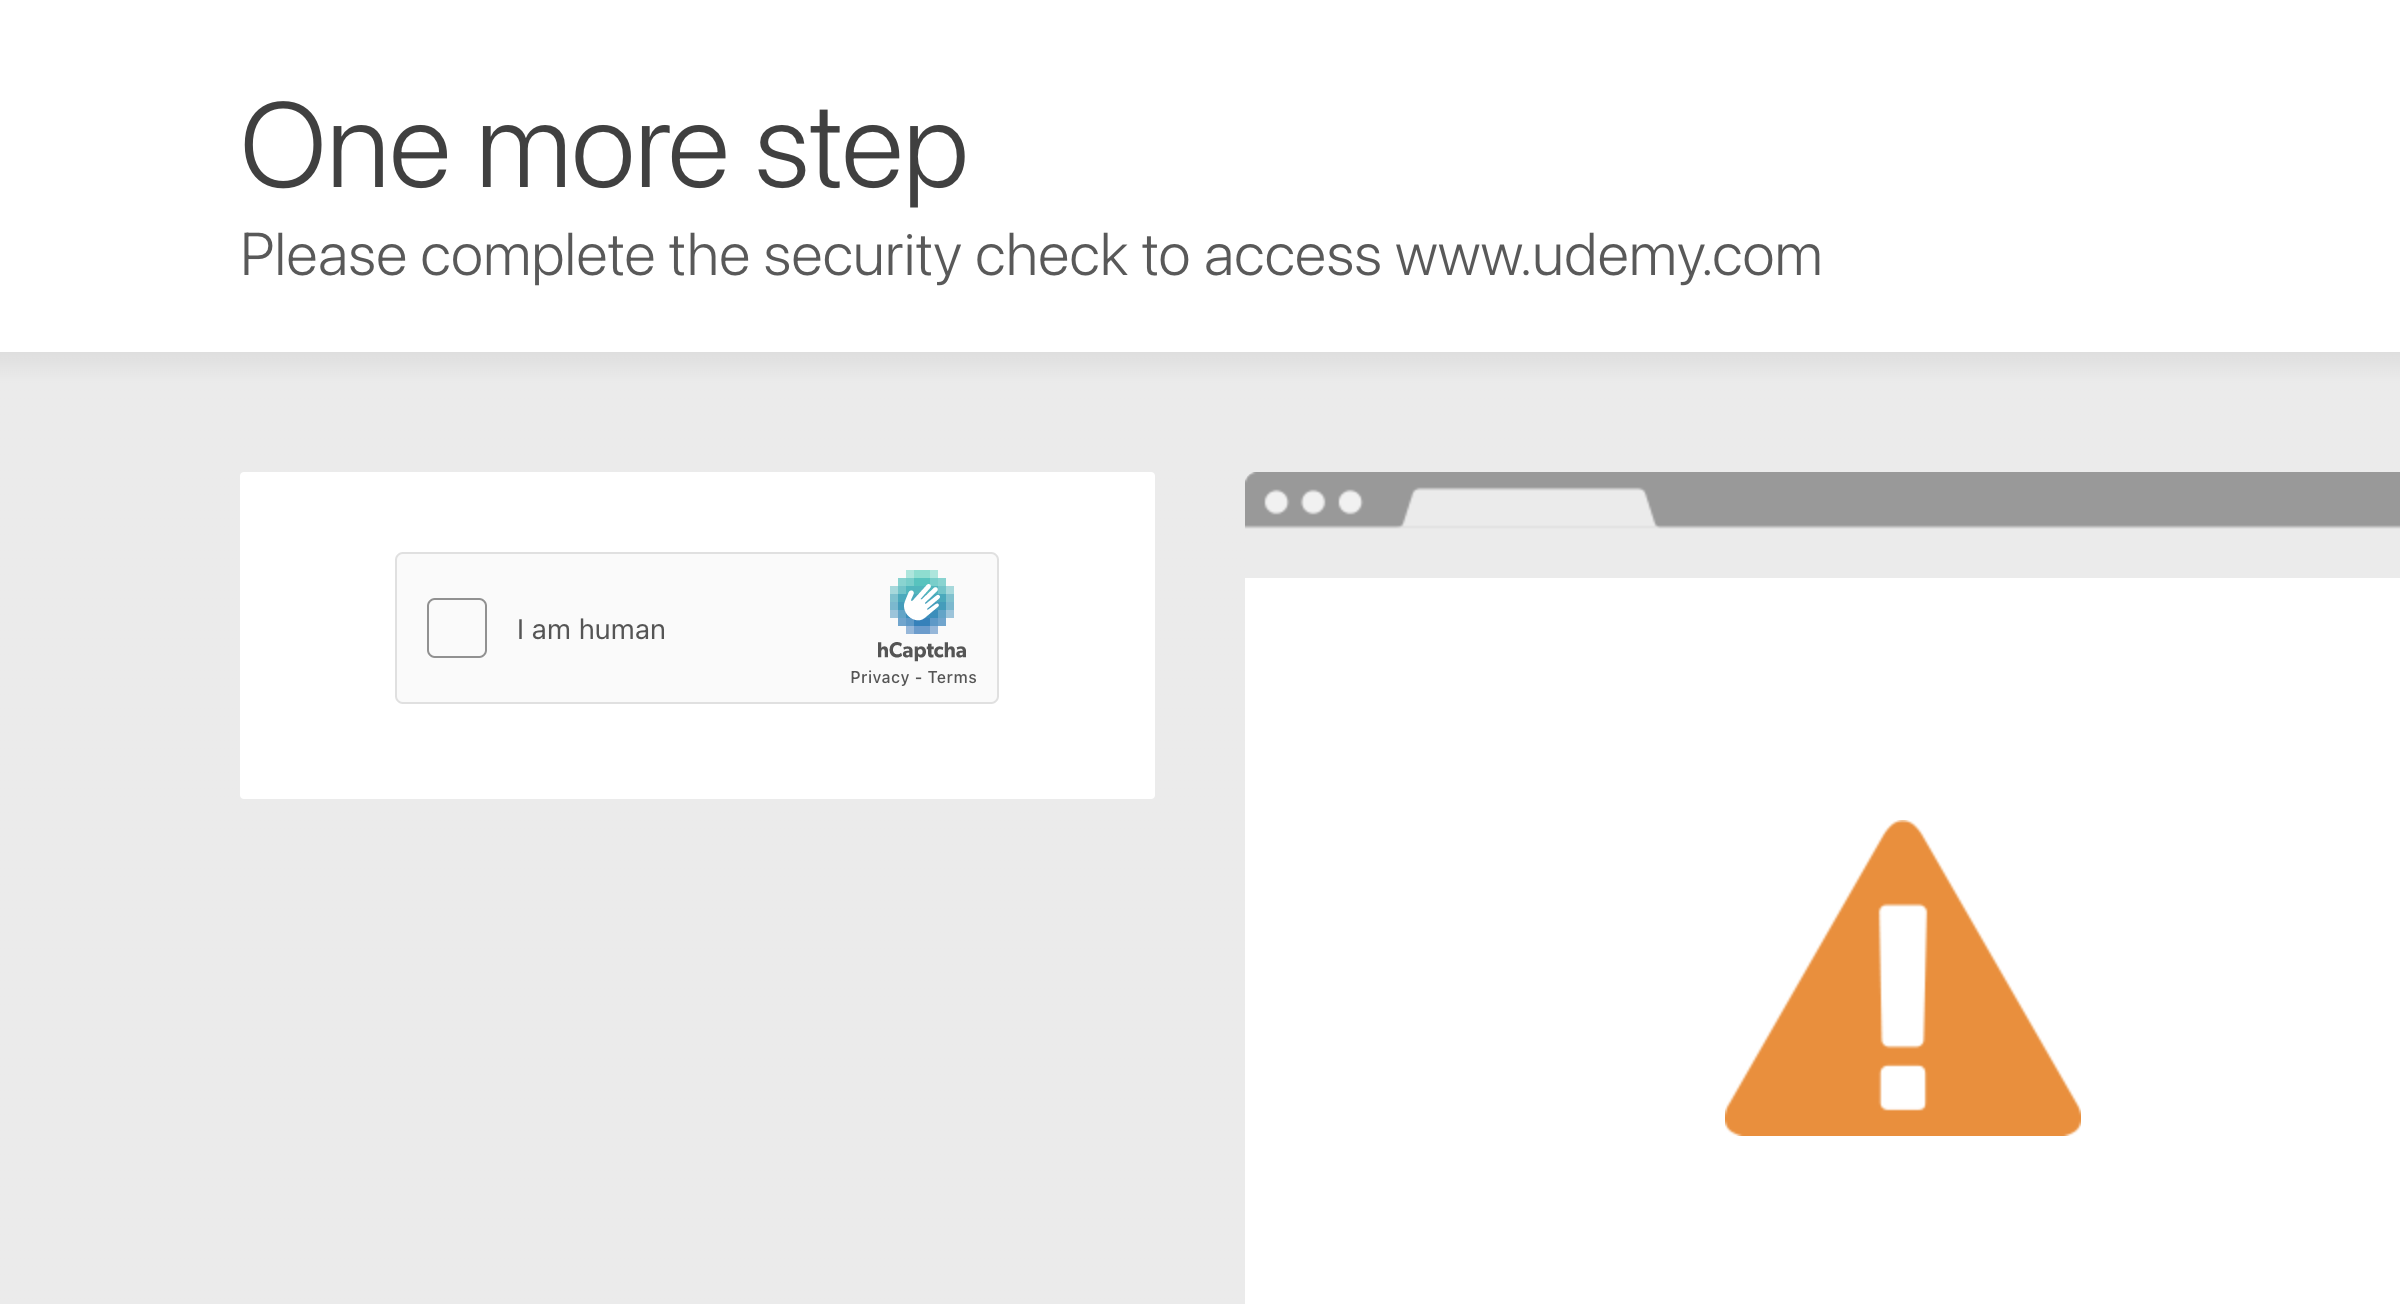 One more step
Please complete the security check to access www.udemy.com
I am human
hCaptcha
Privacy - Terms